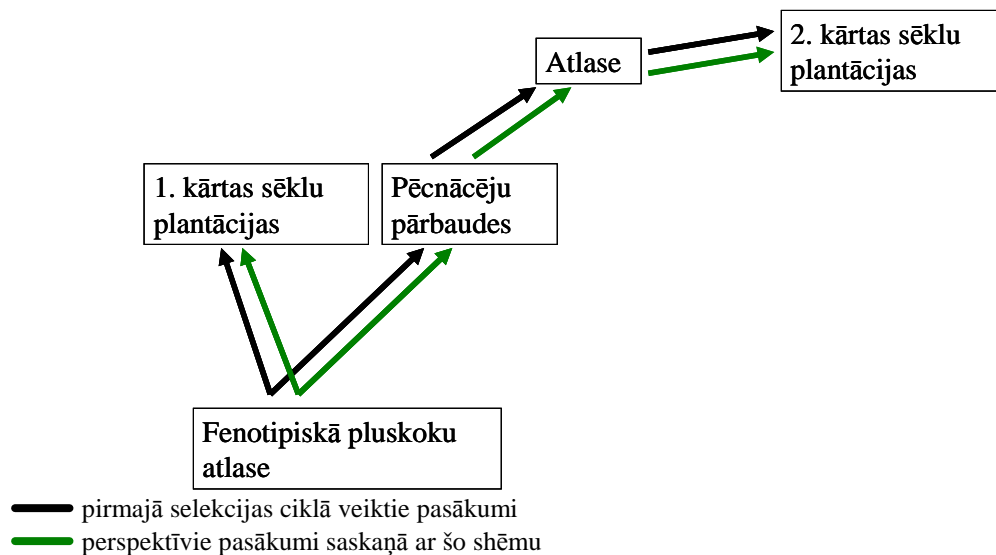 2. kārtas sēklu
plantācijas
Atlase
1. kārtas sēklu
plantācijas
Pēcnācēju
pārbaudes
Fenotipiskā pluskoku
atlase
pirmajā selekcijas ciklā veiktie pasākumi
perspektīvie pasākumi saskaņā ar šo shēmu